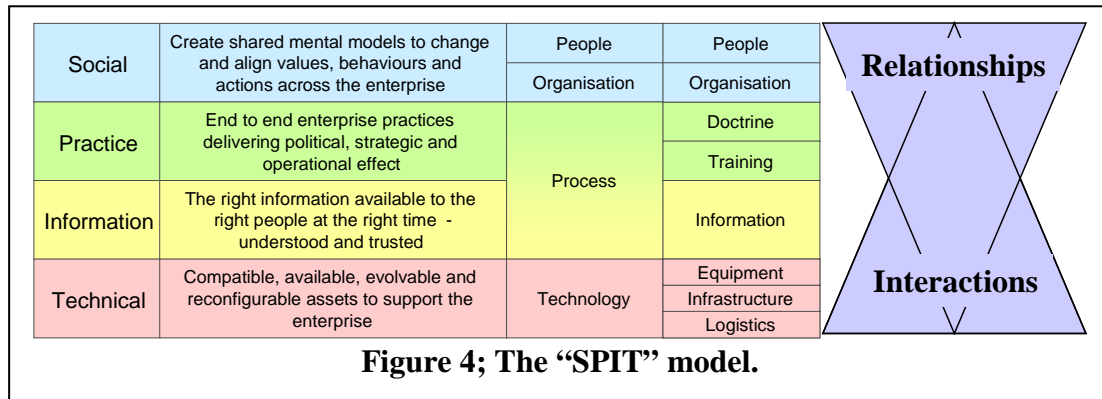 Social
Create shared mental models to change
and align values, behaviours and
actions across the enterprise
People
Organisation
People
Organisation
Practice
End to end enterprise practices
delivering political, strategic and
operational effect
Process
Doctrine
Training
Information
The right information available to the
right people at the right time -
understood and trusted
Information
Technical
Compatible, available, evolvable and
reconfigurable assets to support the
enterprise
Technology
Equipment
Infrastructure
Logistics
Relationships
Interactions
Figure 4; The “SPIT” model.